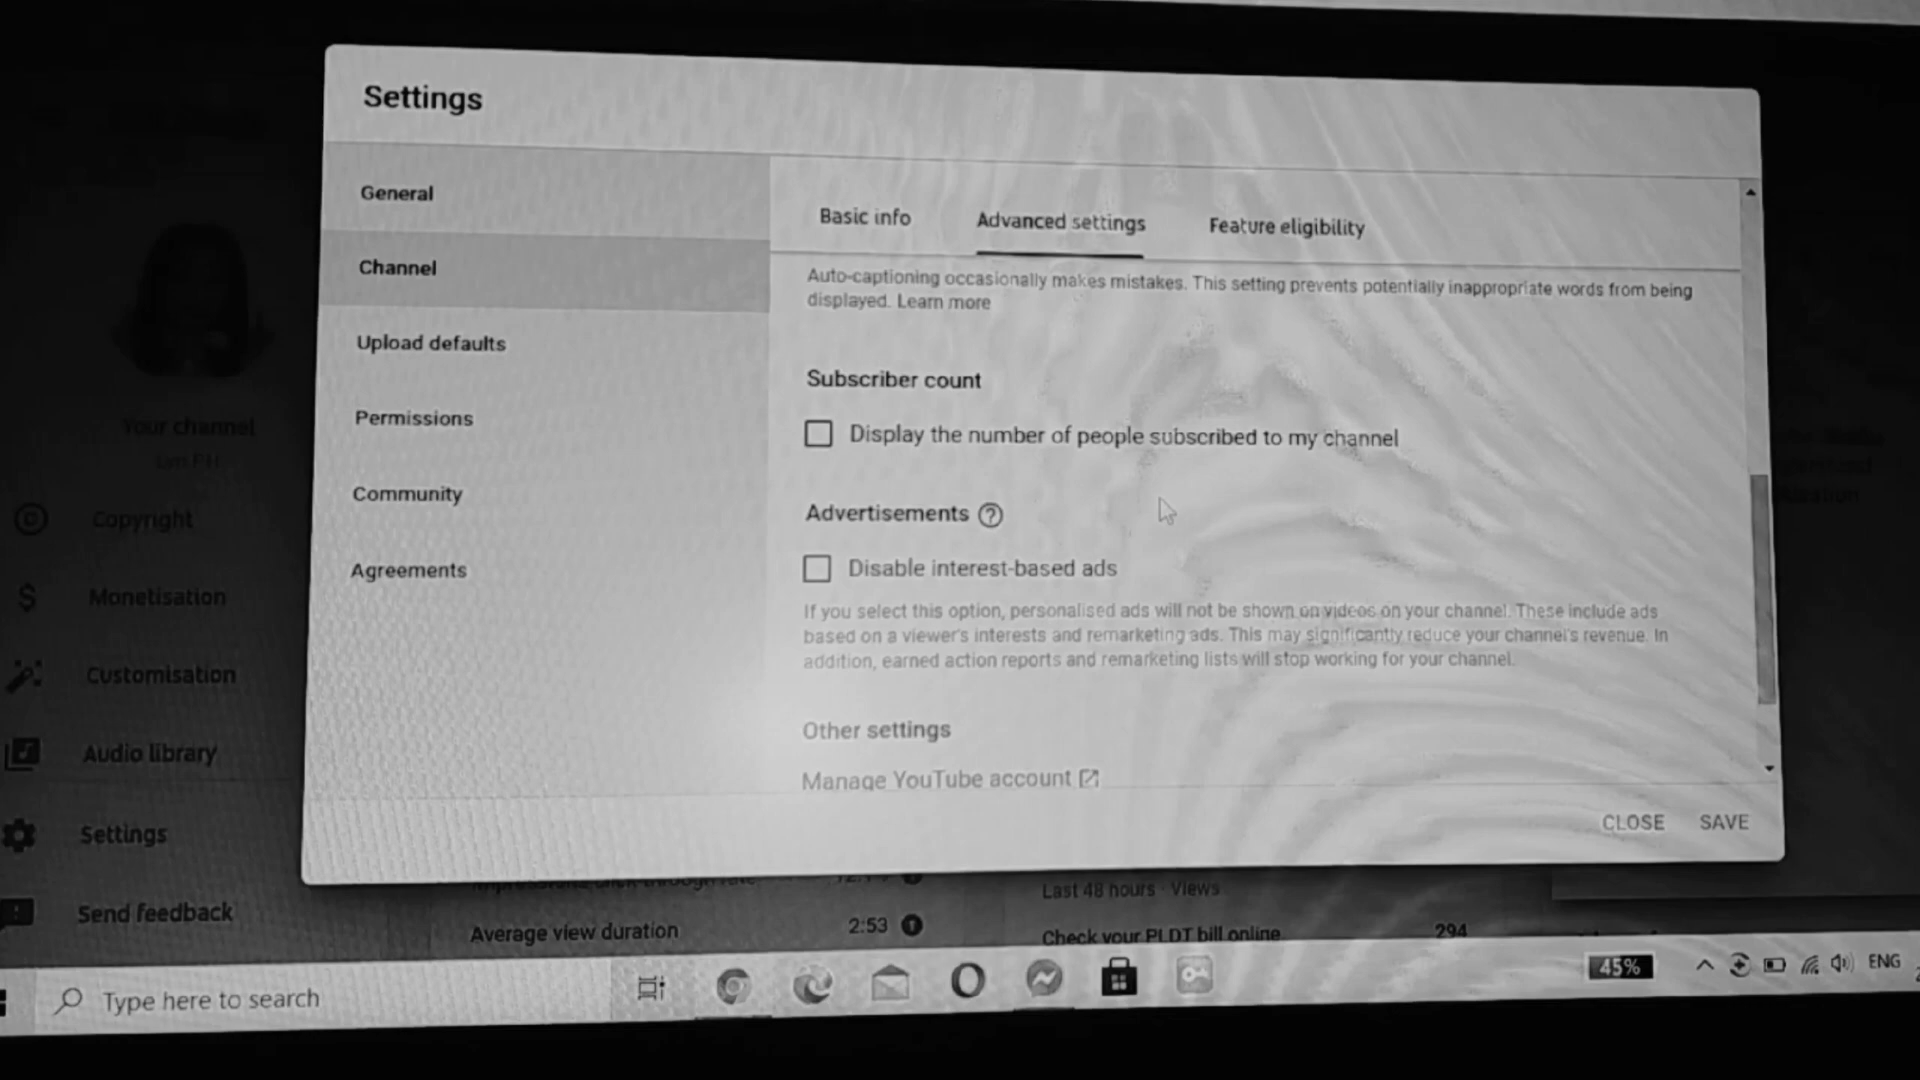 Settings
General
Channel
Upload defaults
Permissions
Community
Agreements
Basic info
Advanced settings
Feature eligibility
Auto-captioning occasionally makes mistakes. This setting prevents potentially inappropriate words from being
displayed. Learn more
Subscriber count
Display the number of people subscribed to my channel
Advertisements
Disable interest-based ads
If you select this option, personalised ads will not be shown on videos on your channel. These include ads
based on a viewer's interests and remarketing ads. This may significantly reduce your channel's revenue. In
addition, earned action reports and remarketing lists will stop working for your channel.
Other settings
Manage YouTube account
CLOSE
SAVE
Your channel
Copyright
Monetisation
Customisation
Audio library
Settings
Send feedback
Average view duration
2:53
Last 48 hours · Views
Check your PLDT bill online
294
Type here to search
45%
ENG